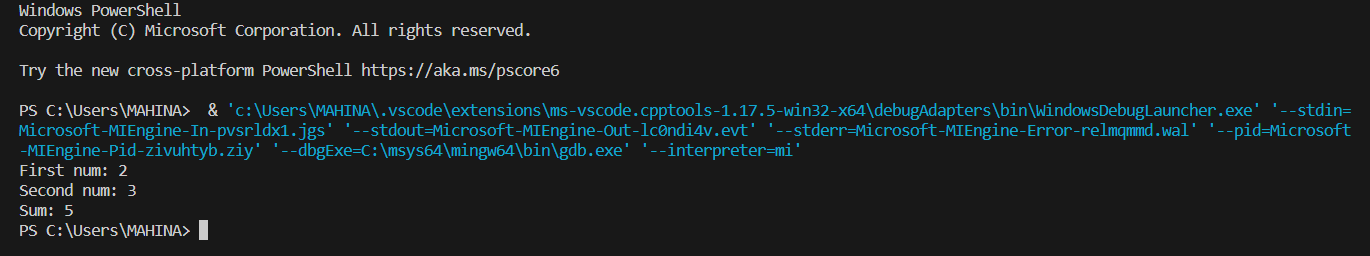 Windows PowerShell
Copyright (C) Microsoft Corporation. All rights reserved.
Try the new cross-platform PowerShell https://aka.ms/pscore6
PS C:\Users\MAHINA>  & 'c:\Users\MAHINA\.vscode\extensions\ms-vscode.cpptools-1.17.5-win32-x64\debugAdapters\bin\WindowsDebugLauncher.exe' '--stdin=
Microsoft-MIEngine-In-pvsrldx1.jgs' '--stdout=Microsoft-MIEngine-Out-lc0ndi4v.evt' '--stderr=Microsoft-MIEngine-Error-relmqmmd.wal' '--pid=Microsoft
-MIEngine-Pid-zivuhtyb.ziy' '--dbgExe=C:\msys64\mingw64\bin\gdb.exe' '--interpreter=mi'
First num: 2
Second num: 3
Sum: 5
PS C:\Users\MAHINA>